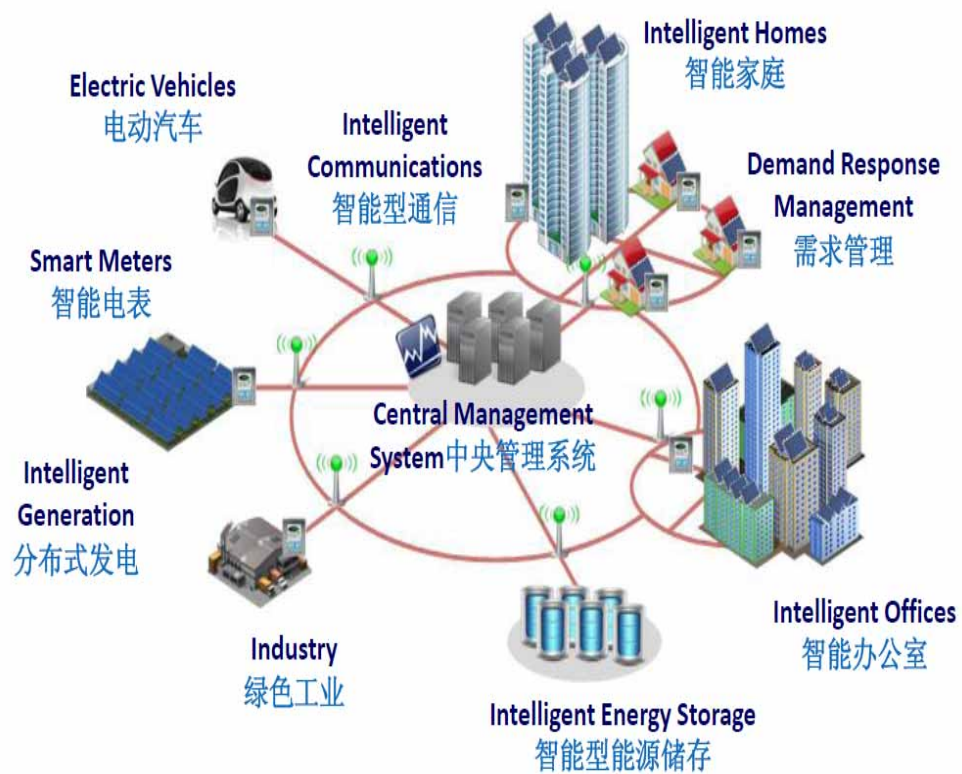 Intelligent Homes
智能家庭
Electric Vehicles
电动汽车
Intelligent
Communications
智能型通信
Demand Response
Management
需求管理
Smart Meters
智能电表
Central Management
System中央管理系统
Intelligent
Generation
分布式发电
Intelligent Offices
智能办公室
Industry
绿色工业
Intelligent Energy Storage
智能型能源储存